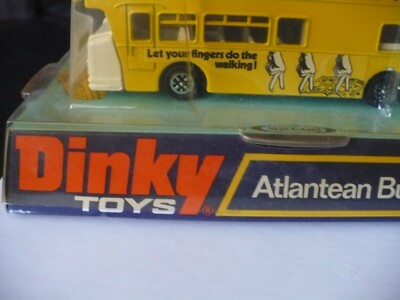 Let your fingers do the
walking!
Dinky
TOYS®
Atlantean Bu